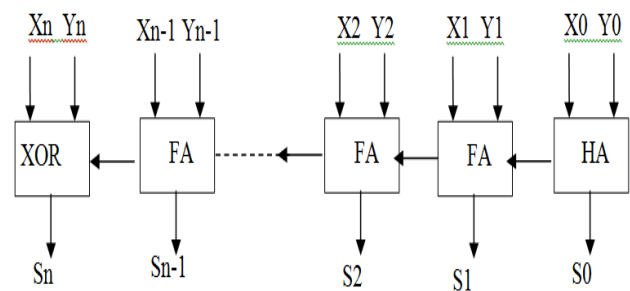 Xn Yn Xn-1 Yn-1 X2 Y2 X1 Y1 X0 Y0
XOR FA FA FA HA
Sn Sn-1 S2 S1 S0